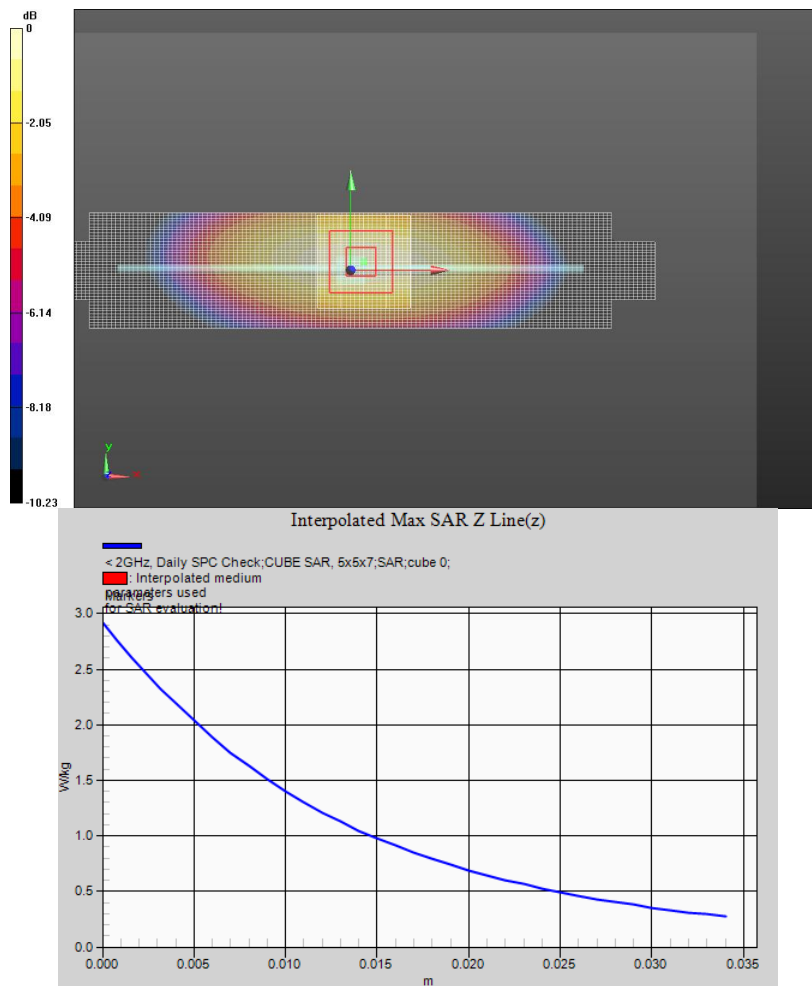 dB
0
-2.05
-4.09
-6.14
-8.18
-10.23
y
Interpolated Max SAR Z Line(z)
< 2GHz, Daily SPC Check;CUBE SAR, 5x5x7;SAR;cube 0;
: Interpolated medium
parameters used
Markers
for SAR evaluation!
3.0
2.5
2.0
1.5
1.0
0.5
0.0
W/kg
0.000 0.005 0.010 0.015 0.020 0.025 0.030 0.035
m